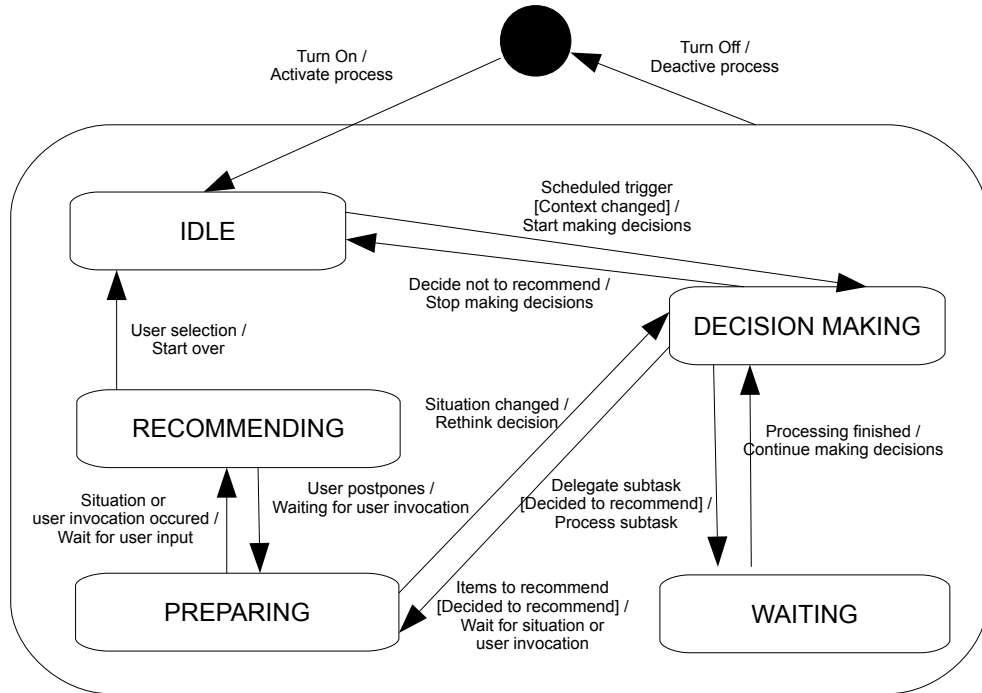 Turn On /
Activate process
Turn Off /
Deactive process
IDLE
Scheduled trigger
[Context changed] /
Start making decisions
Decide not to recommend /
Stop making decisions
DECISION MAKING
User selection /
Start over
RECOMMENDING
Situation changed /
Rethink decision
Processing finished /
Continue making decisions
Situation or
user invocation occured /
Wait for user input
User postpones /
Waiting for user invocation
Delegate subtask
[Decided to recommend] /
Process subtask
PREPARING
Items to recommend
[Decided to recommend] /
Wait for situation or
user invocation
WAITING